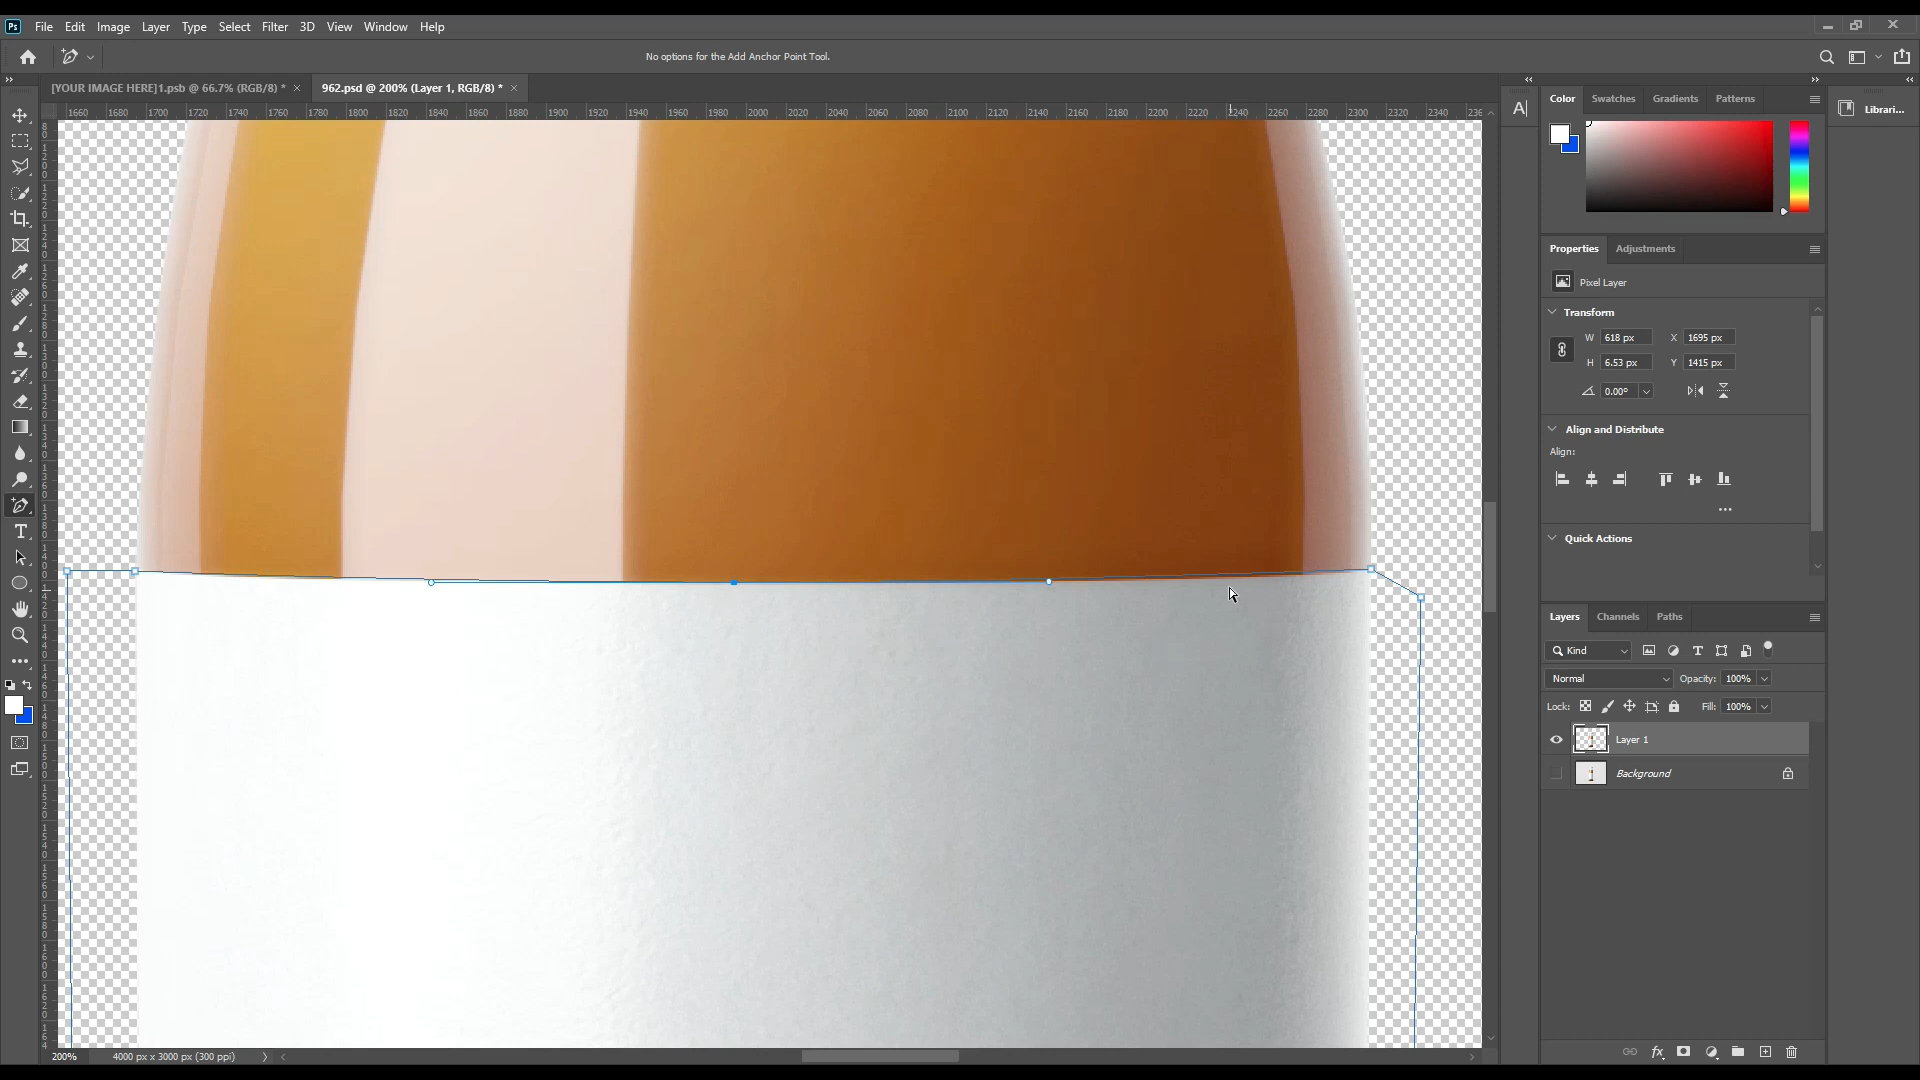 Ps File Edit Image Layer Type Select Filter 3D View Window Help
No options for the Add Anchor Point Tool.
[YOUR IMAGE HERE]1.psb @ 66.7% (RGB/8) * × 962.psd @ 200% (Layer 1, RGB/8) * ×
1660 1680 1700 1720 1740 1760 1780 1800 1820 1840 1860 1880 1900 1920 1940 1960 1980 2000 2020 2040 2060 2080 2100 2120 2140 2160 2180 2200 2220 2240 2260 2280 2300 2320 2340 236
Color Swatches Gradients Patterns
A
Librari...
Properties Adjustments
Pixel Layer
Transform
W 618 px X 1695 px
H 6.53 px Y 1415 px
0.00°
Align and Distribute
Align:
...
Quick Actions
T
Layers Channels Paths
Kind
Normal Opacity: 100%
Lock: Fill: 100%
Layer 1
Background
fx
200% 4000 px x 3000 px (300 ppi)